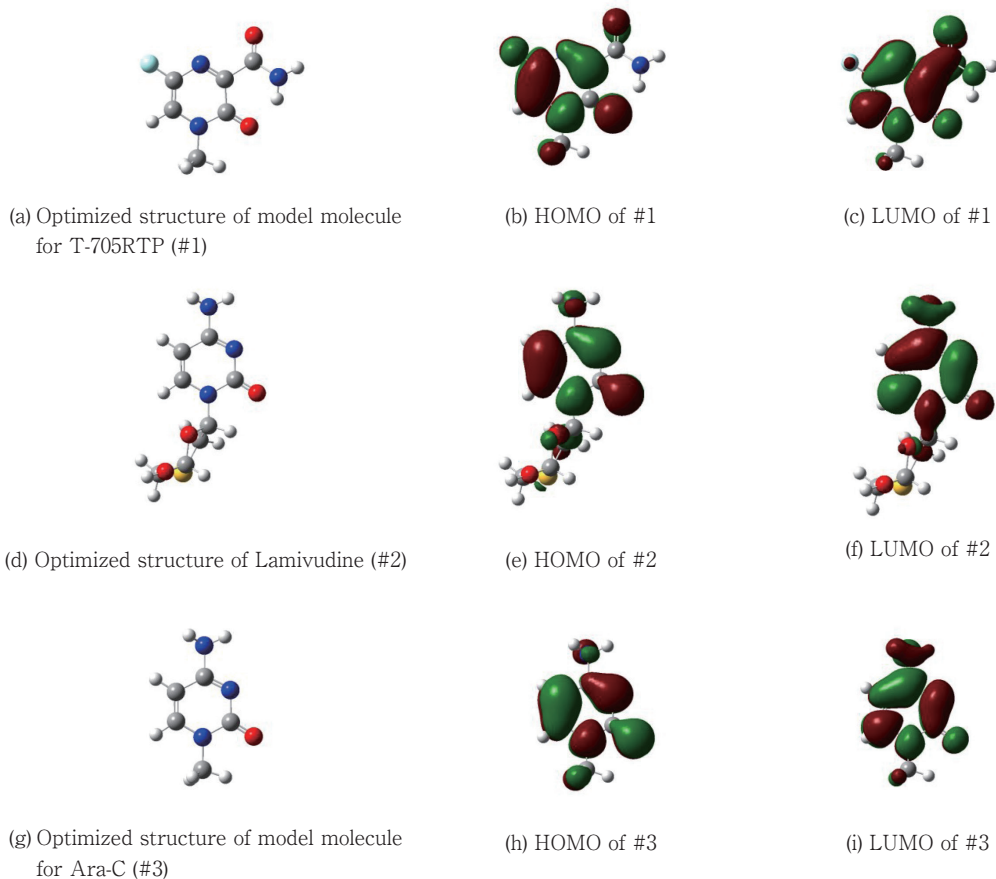 (a) Optimized structure of model molecule
for T-705RTP (#1)
(b) HOMO of #1
(c) LUMO of #1
(d) Optimized structure of Lamivudine (#2)
(e) HOMO of #2
(f) LUMO of #2
(g) Optimized structure of model molecule
for Ara-C (#3)
(h) HOMO of #3
(i) LUMO of #3